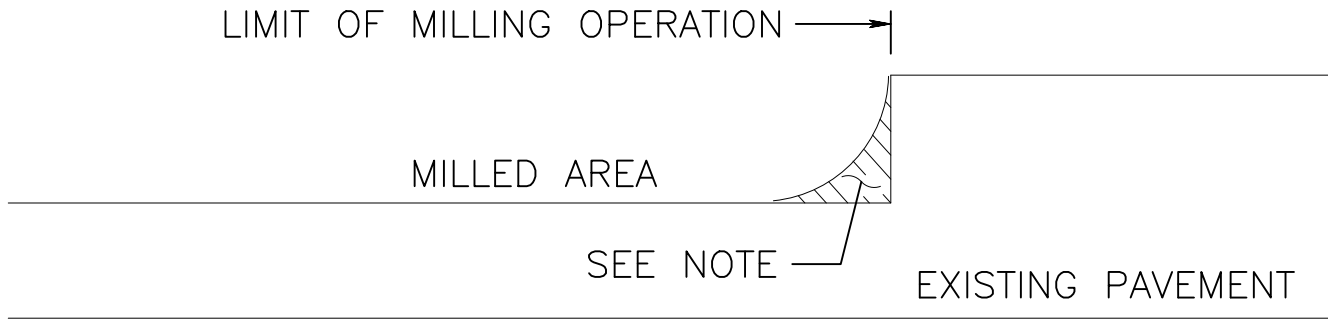 LIMIT OF MILLING OPERATION
MILLED AREA
SEE NOTE
EXISTING PAVEMENT